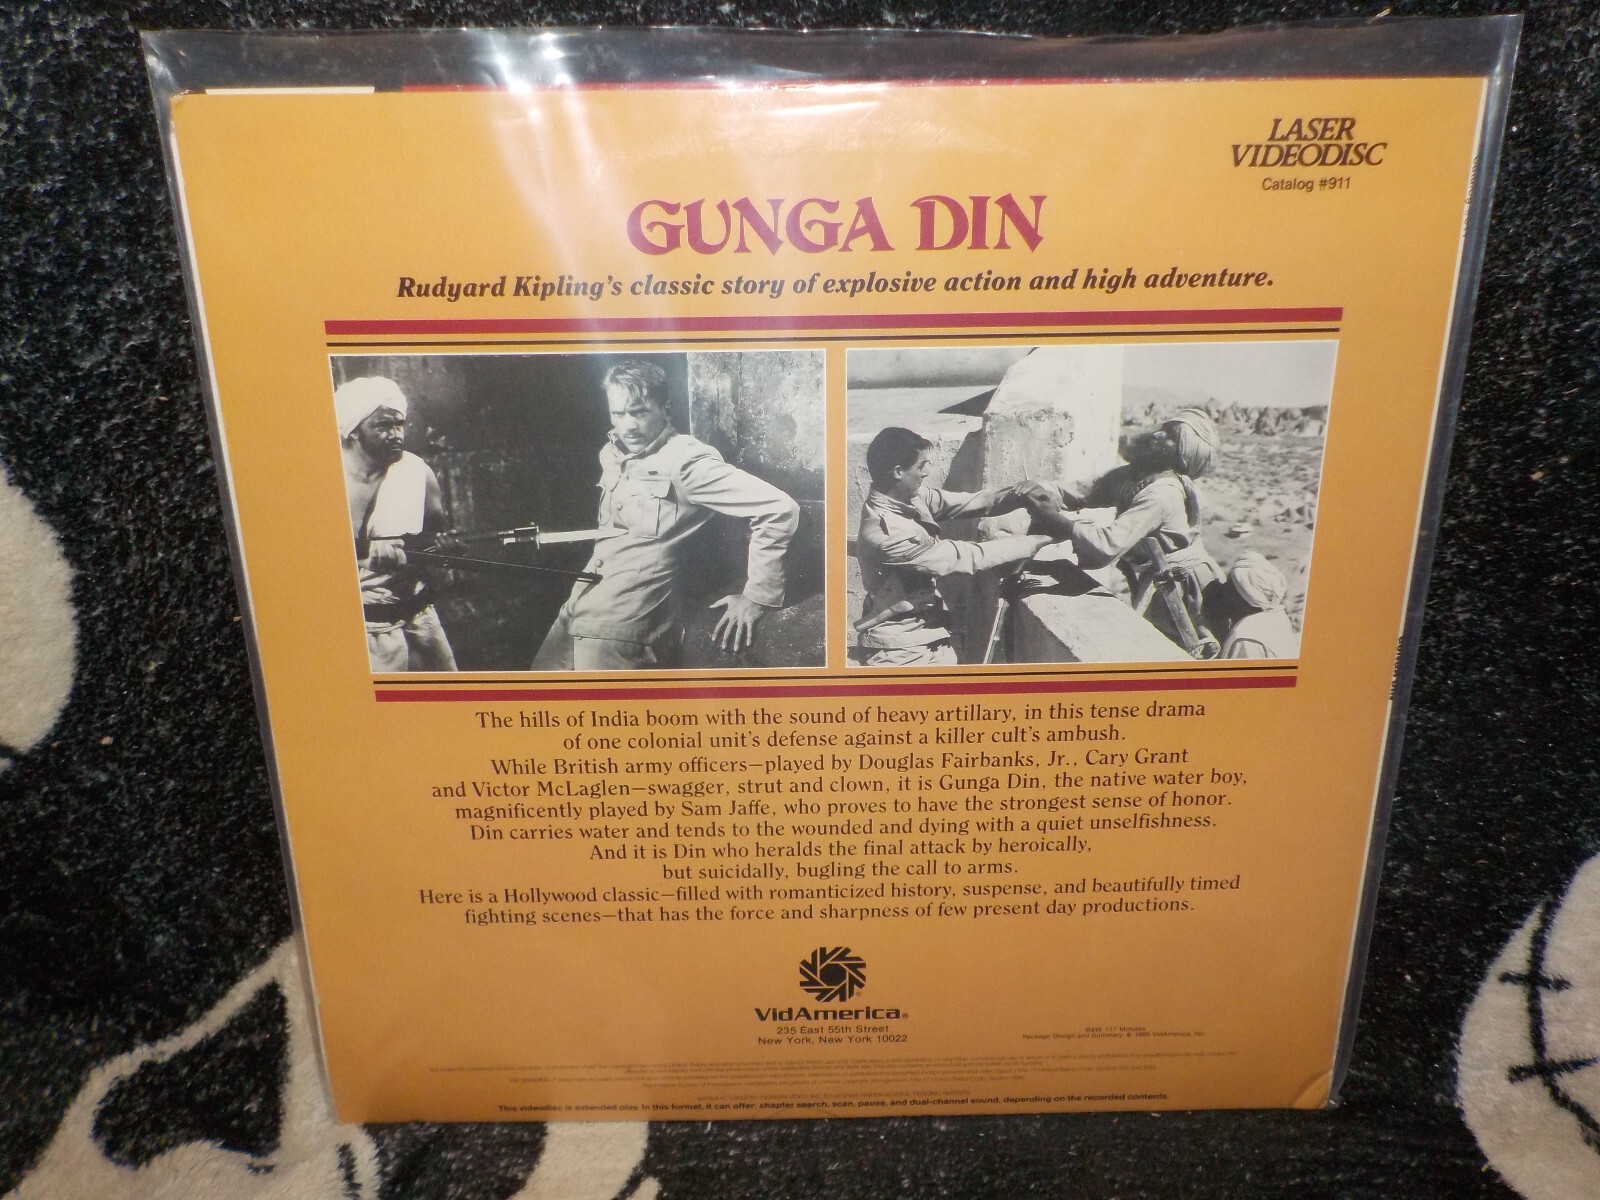 LASER
VIDEODISC
Catalog #911
GUNGA DIN
Rudyard Kipling's classic story of explosive action and high adventure.
The hills of India boom with the sound of heavy artillary, in this tense drama
of one colonial unit's defense against a killer cult's ambush.
While British army officers—played by Douglas Fairbanks, Jr., Cary Grant
and Victor McLaglen—swagger, strut and clown, it is Gunga Din, the native water boy,
magnificently played by Sam Jaffe, who proves to have the strongest sense of honor.
Din carries water and tends to the wounded and dying with a quiet unselfishness.
And it is Din who heralds the final attack by heroically,
but suicidally, bugling the call to arms.
Here is a Hollywood classic—filled with romanticized history, suspense, and beautifully timed
fighting scenes—that has the force and sharpness of few present day productions.
VidAmerica®
235 East 55th Street
New York, New York 10022
B&W 117 Minutes
Package Design and Summary: © VidAmerica, Inc.
This videodisc is extended play. In this format, it can offer: chapter search, scan, pause, and dual-channel sound, depending on the recorded contents.